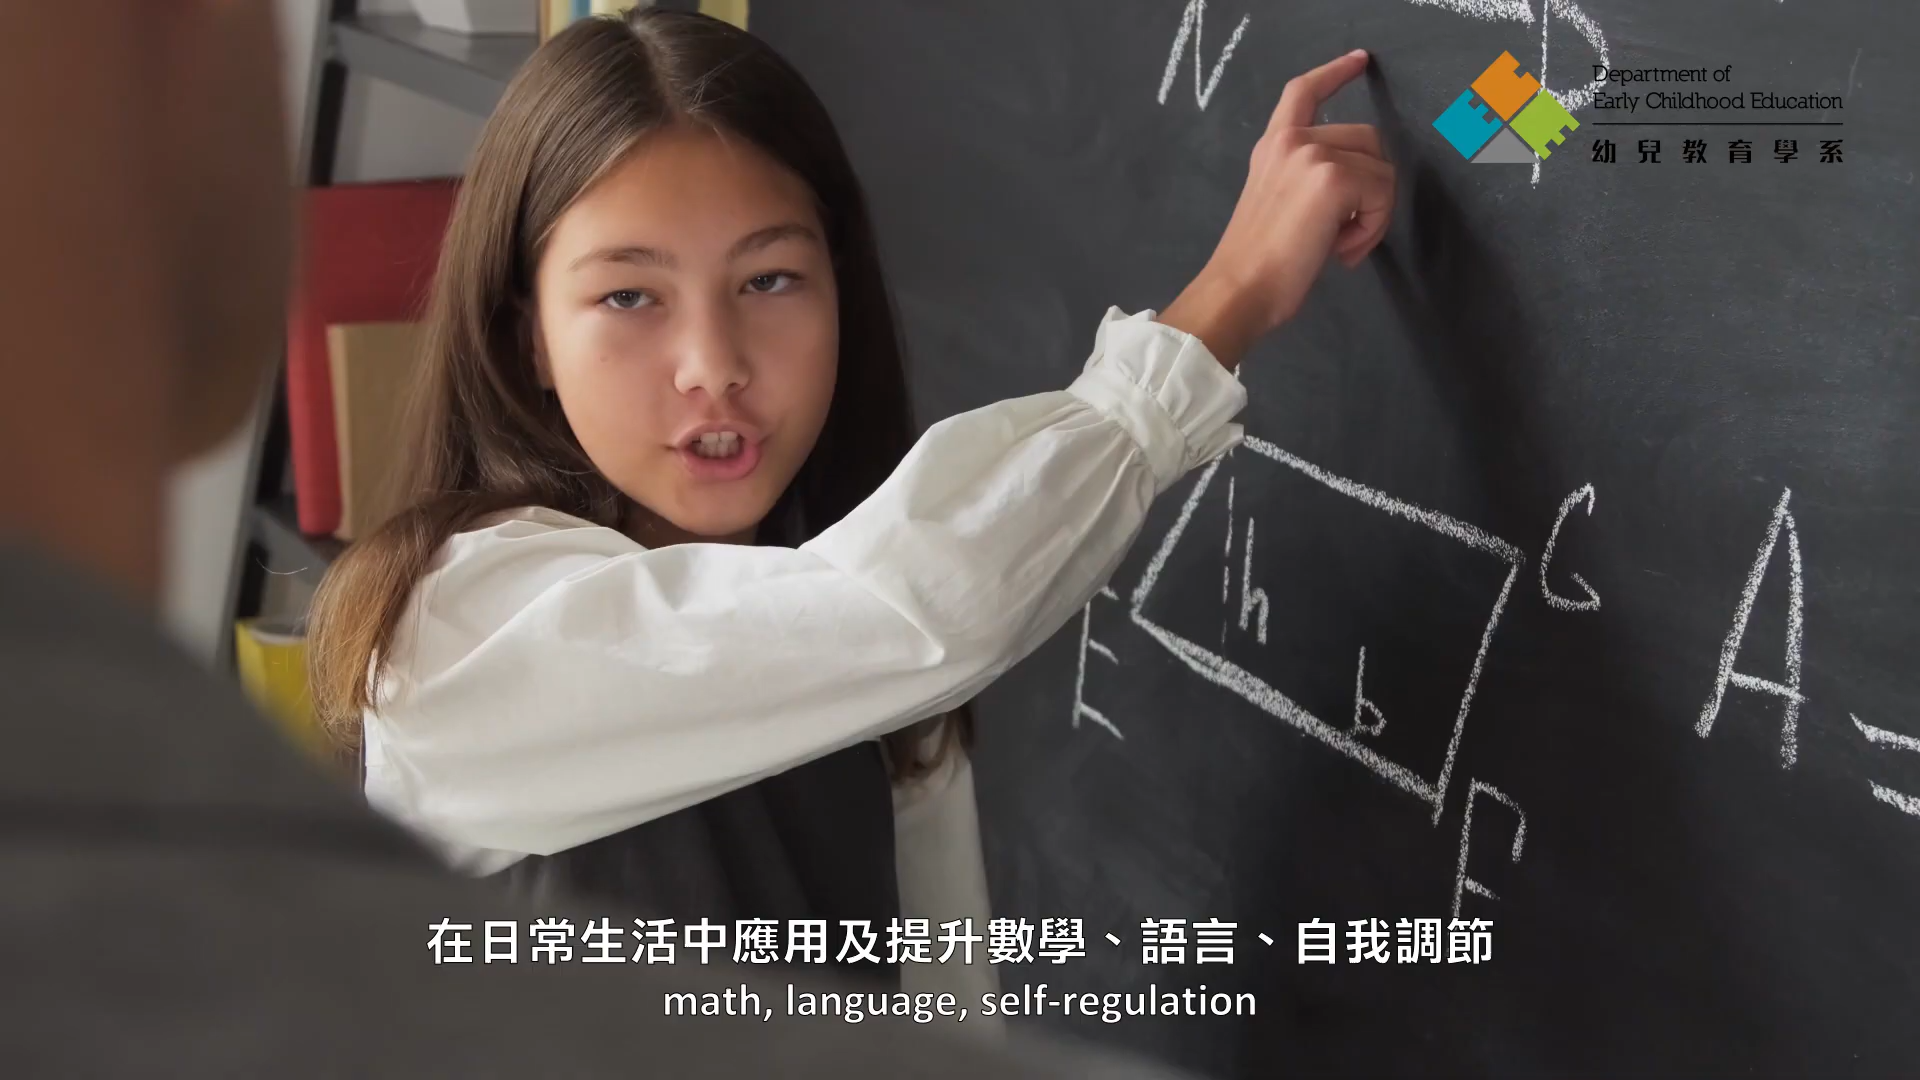 N
D
Department of
Early Childhood Education
幼兒教育學系
G
h
A
E
b
=
F
在日常生活中應用及提升數學、語言、自我調節
math, language, self-regulation